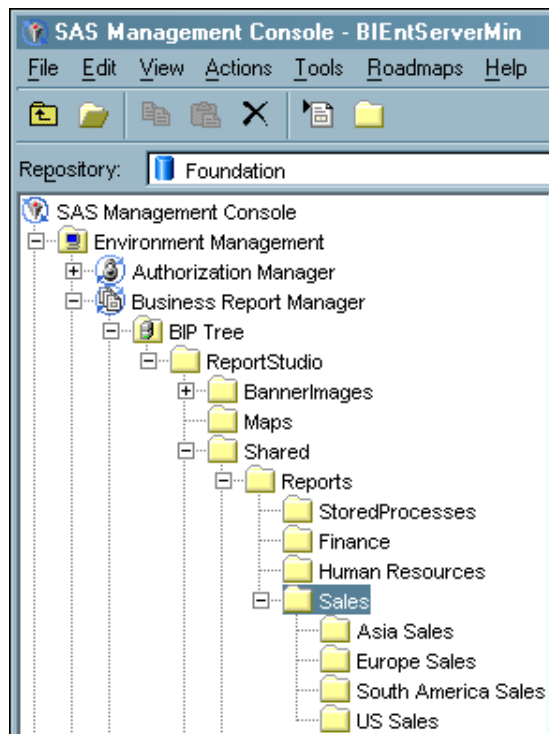 SAS Management Console - BIEntServerMin
File Edit View Actions Tools Roadmaps Help
Repository: Foundation
SAS Management Console
Environment Management
Authorization Manager
Business Report Manager
BIP Tree
ReportStudio
BannerImages
Maps
Shared
Reports
StoredProcesses
Finance
Human Resources
Sales
Asia Sales
Europe Sales
South America Sales
US Sales